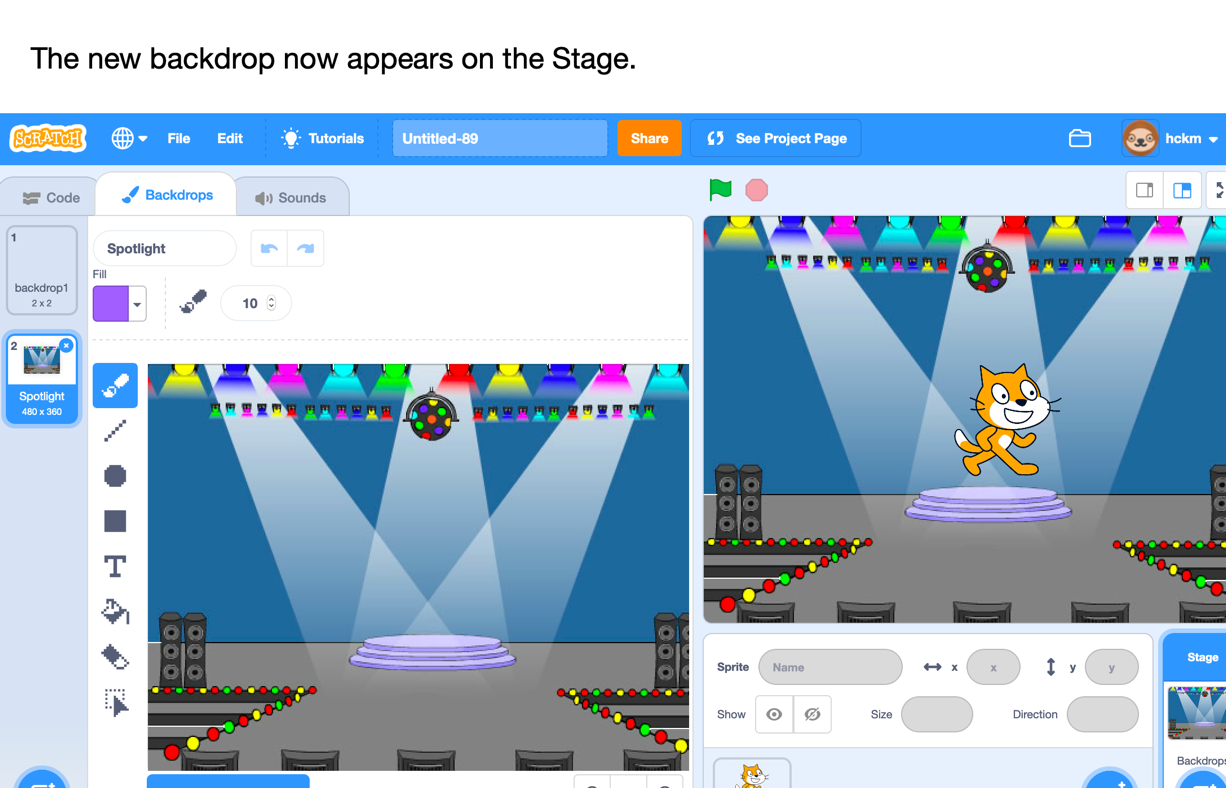 The new backdrop now appears on the Stage.
SCRATCH
File Edit Tutorials Untitled-89 Share See Project Page hckm
Code Backdrops Sounds
1
backdrop1
2 x 2
2
Spotlight
480 x 360
Spotlight
Fill
10
T
Sprite Name x x y y
Show Size Direction
Stage
Backdrops